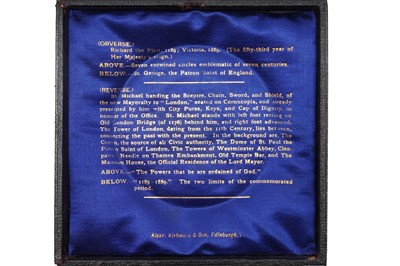 (OBVERSE.)
Richard the First, 1189; Victoria, 1889. (The fifty-third year of
Her Majesty's reign.)
ABOVE.—Seven entwined circles emblematic of seven centuries.
BELOW.—St. George, the Patron Saint of England.
(REVERSE.)
St. Michael handing the Sceptre, Chain, Sword, and Shield, of
the new Mayoralty to "London," seated on Cornucopia, and already
presented by him with City Purse, Keys, and Cap of Dignity, in
honour of the Office. St. Michael stands with left foot resting on
Old London Bridge (of 1176) behind him, and right foot advanced.
The Tower of London, dating from the 11th Century, lies between,
connecting the past with the present. In the background are, The
the source of all Civic authority, The Dome of St. Paul the
Patron Saint of London, The Towers of Westminster Abbey, Cleo-
patra's Needle on Thames Embankment, Old Temple Bar, and The
Mansion House, the Official Residence of the Lord Mayor.
ABOVE.—"The Powers that be are ordained of God."
BELOW. "1189-1889." The two limits of the commemorated
period.
Alexr. Kirkwood & Son, Edinburgh.